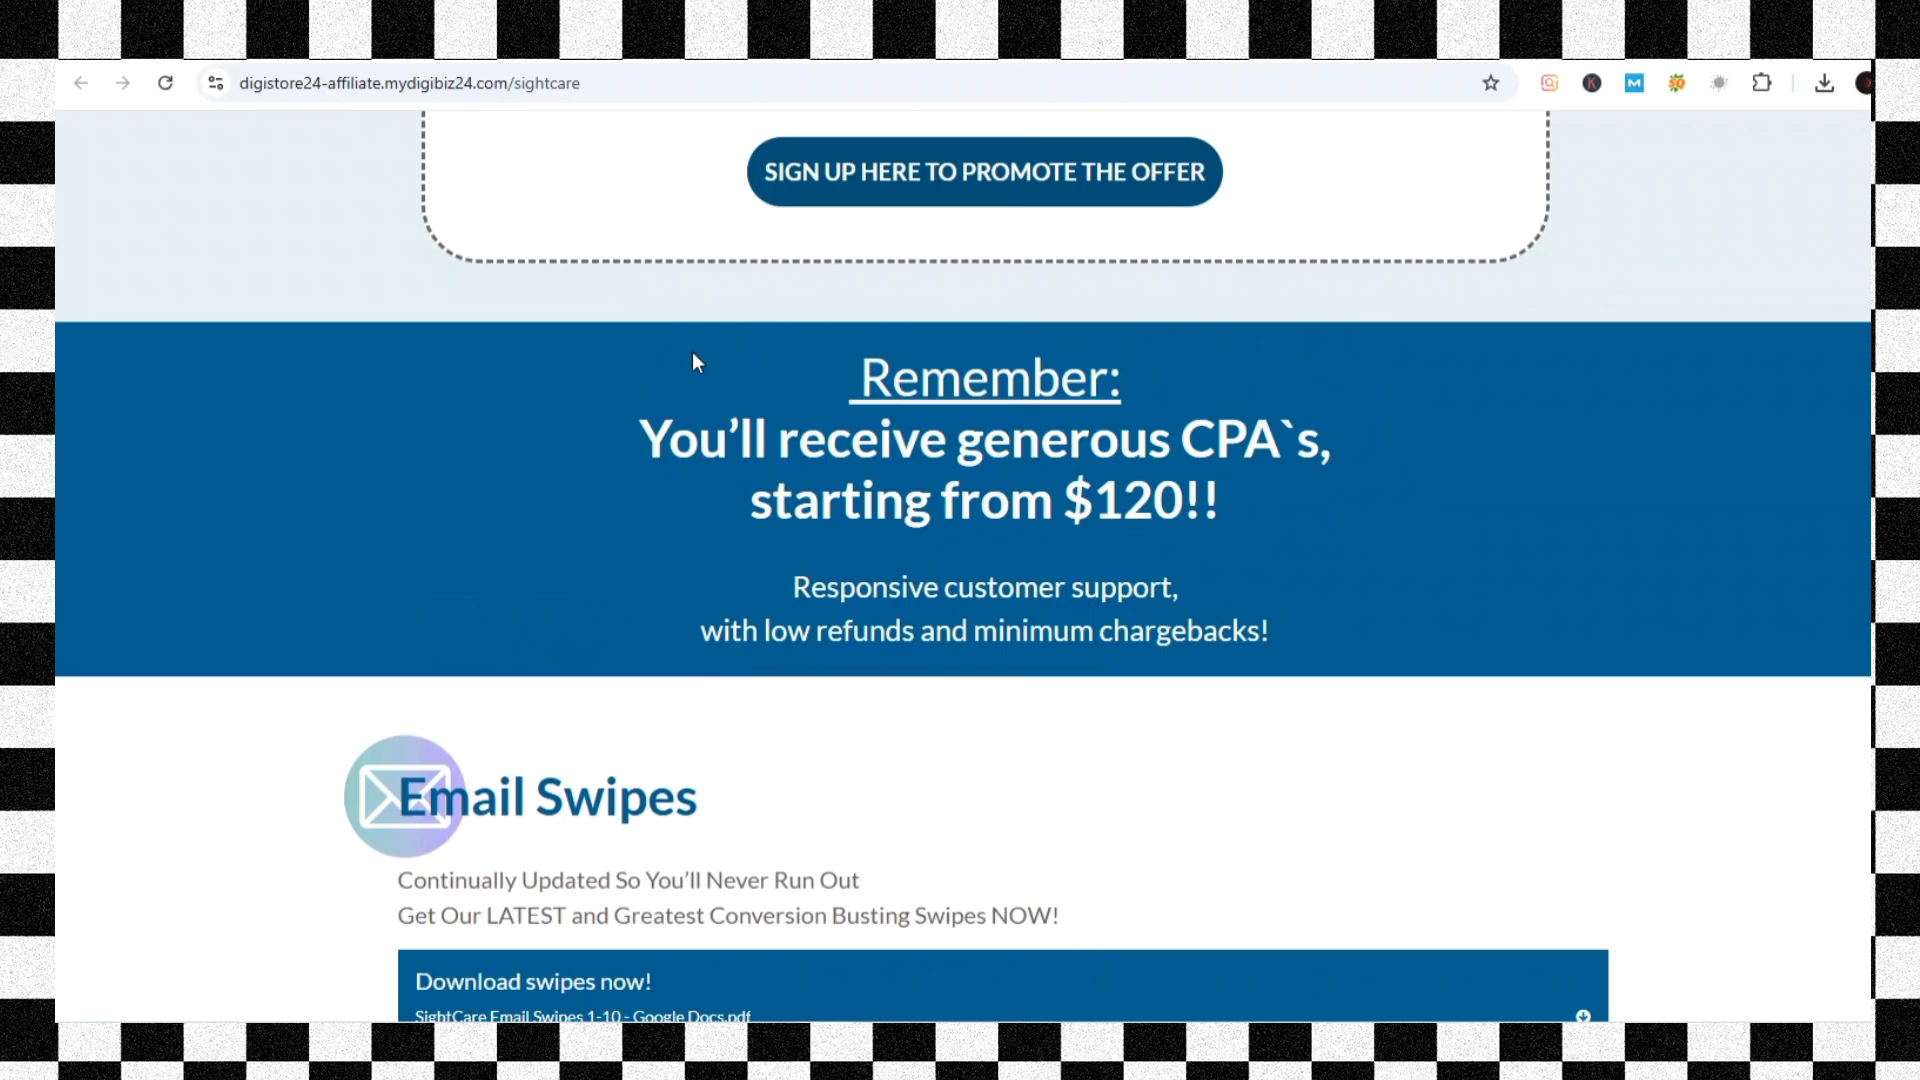 digistore24-affiliate.mydigibiz24.com/sightcare
SIGN UP HERE TO PROMOTE THE OFFER
Remember:
You’ll receive generous CPA`s,
starting from $120!!
Responsive customer support,
with low refunds and minimum chargebacks!
Email Swipes
Continually Updated So You’ll Never Run Out
Get Our LATEST and Greatest Conversion Busting Swipes NOW!
Download swipes now!
SightCare Email Swipes 1-10 - Google Docs.pdf